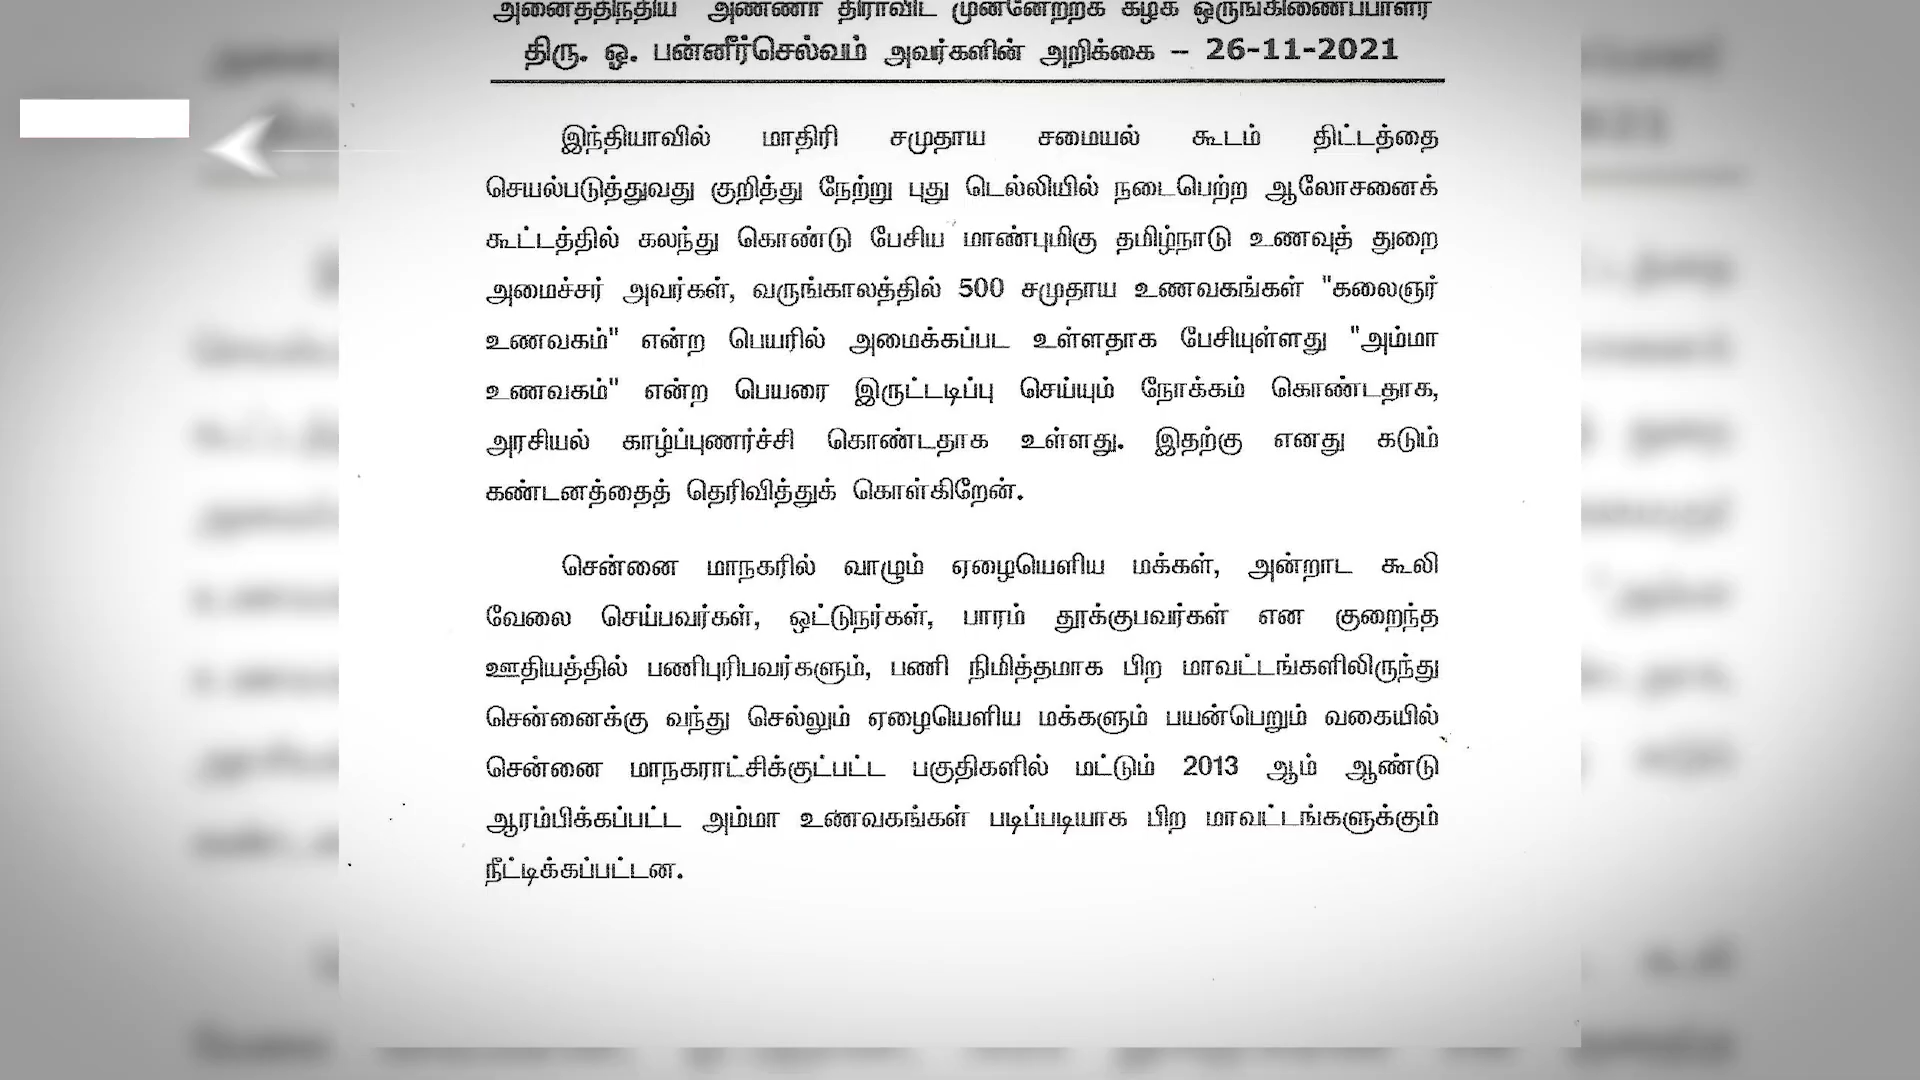 அனைத்திந்திய அண்ணா திராவிட முன்னேற்றக் கழக ஒருங்கிணைப்பாளர்
திரு. ஓ. பன்னீர்செல்வம் அவர்களின் அறிக்கை – 26-11-2021
இந்தியாவில் மாதிரி சமுதாய சமையல் கூடம் திட்டத்தை
செயல்படுத்துவது குறித்து நேற்று புது டெல்லியில் நடைபெற்ற ஆலோசனைக்
கூட்டத்தில் கலந்து கொண்டு பேசிய மாண்புமிகு தமிழ்நாடு உணவுத் துறை
அமைச்சர் அவர்கள், வருங்காலத்தில் 500 சமுதாய உணவகங்கள் "கலைஞர்
உணவகம்" என்ற பெயரில் அமைக்கப்பட உள்ளதாக பேசியுள்ளது "அம்மா
உணவகம்" என்ற பெயரை இருட்டடிப்பு செய்யும் நோக்கம் கொண்டதாக,
அரசியல் காழ்ப்புணர்ச்சி கொண்டதாக உள்ளது. இதற்கு எனது கடும்
கண்டனத்தைத் தெரிவித்துக் கொள்கிறேன்.
சென்னை மாநகரில் வாழும் ஏழையெளிய மக்கள், அன்றாட கூலி
வேலை செய்பவர்கள், ஓட்டுநர்கள், பாரம் தூக்குபவர்கள் என குறைந்த
ஊதியத்தில் பணிபுரிபவர்களும், பணி நிமித்தமாக பிற மாவட்டங்களிலிருந்து
சென்னைக்கு வந்து செல்லும் ஏழையெளிய மக்களும் பயன்பெறும் வகையில்
சென்னை மாநகராட்சிக்குட்பட்ட பகுதிகளில் மட்டும் 2013 ஆம் ஆண்டு
ஆரம்பிக்கப்பட்ட அம்மா உணவகங்கள் படிப்படியாக பிற மாவட்டங்களுக்கும்
நீட்டிக்கப்பட்டன.